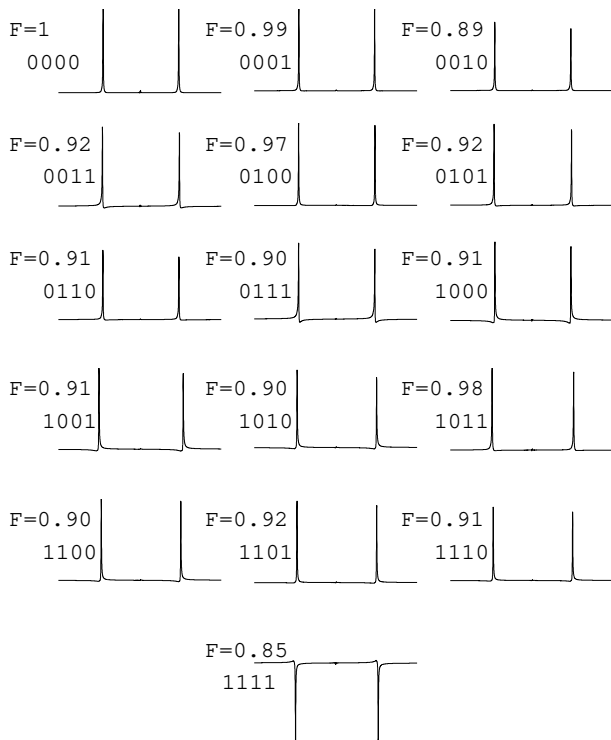 F=1 F=0.99 F=0.89
0000 0001 0010
F=0.92 F=0.97 F=0.92
0011 0100 0101
F=0.91 F=0.90 F=0.91
0110 0111 1000
F=0.91 F=0.90 F=0.98
1001 1010 1011
F=0.90 F=0.92 F=0.91
1100 1101 1110
F=0.85
1111